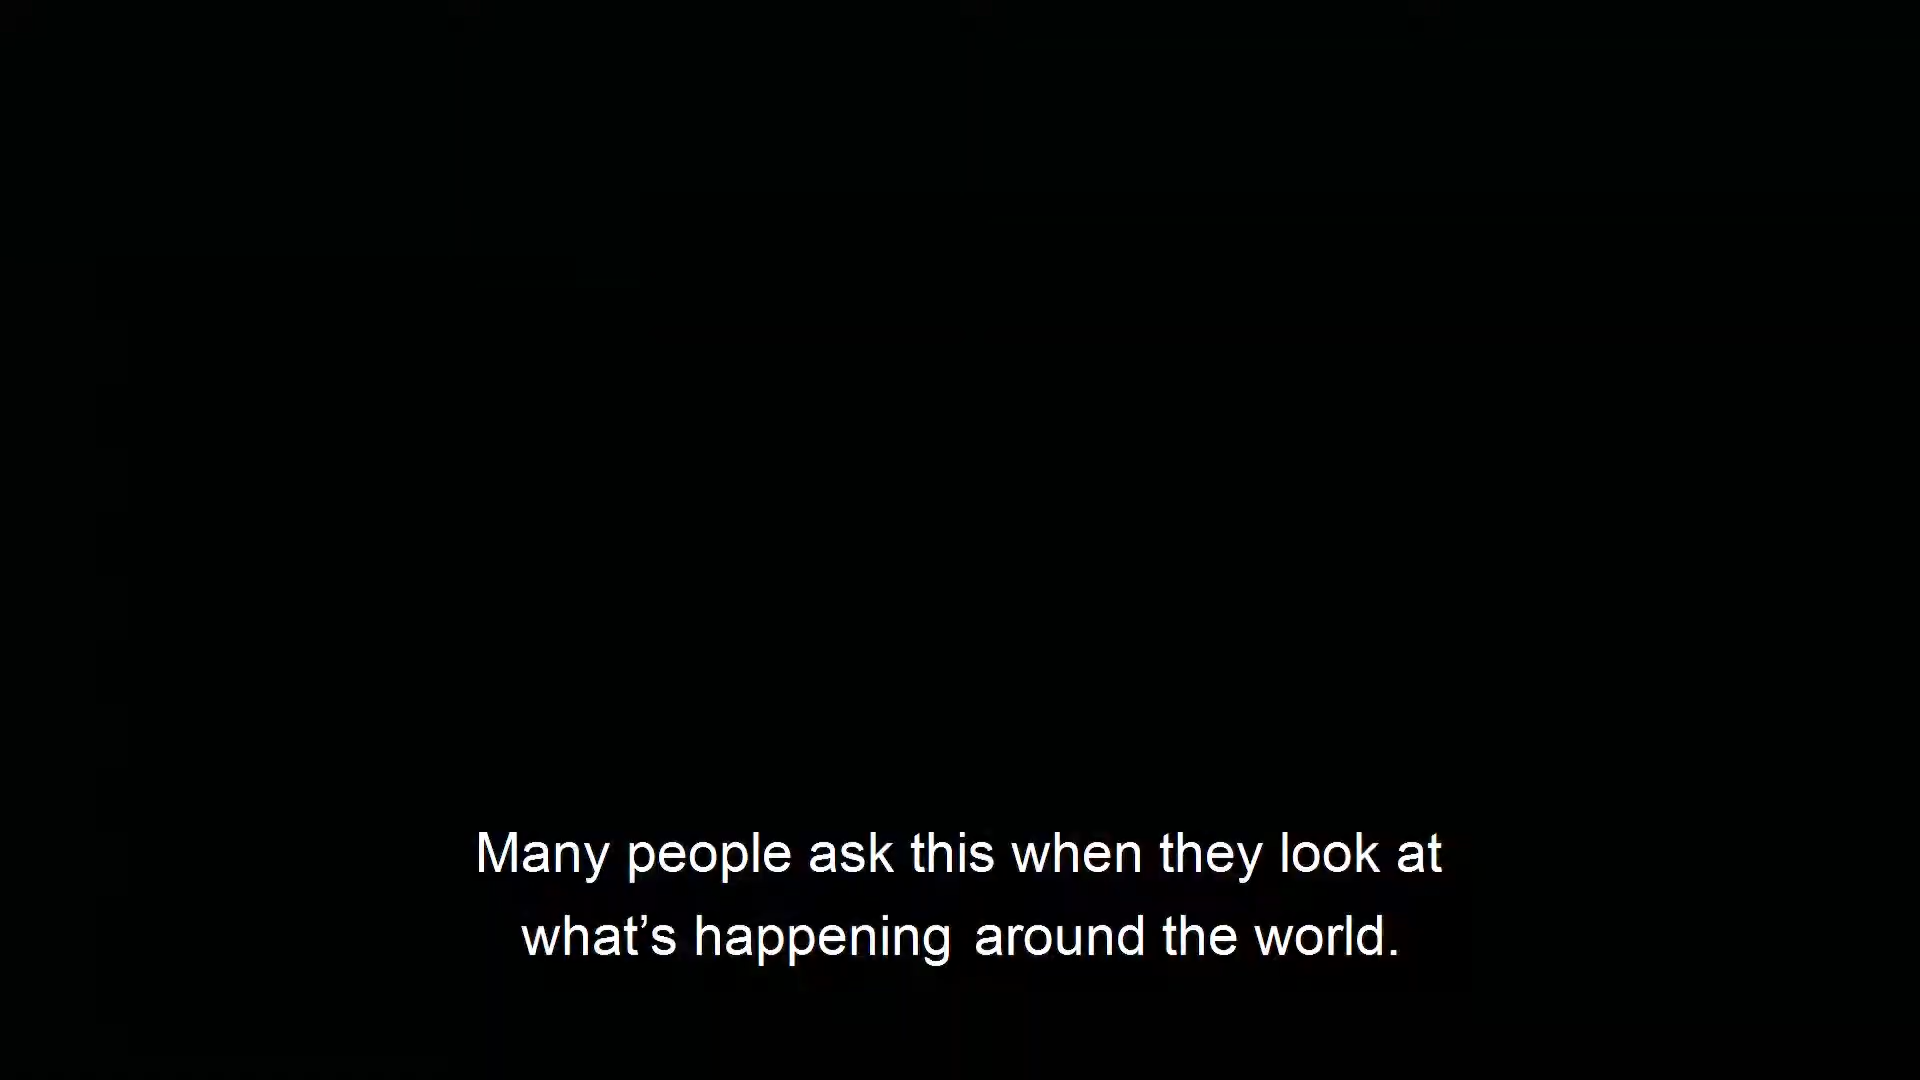 Many people ask this when they look at
what’s happening around the world.